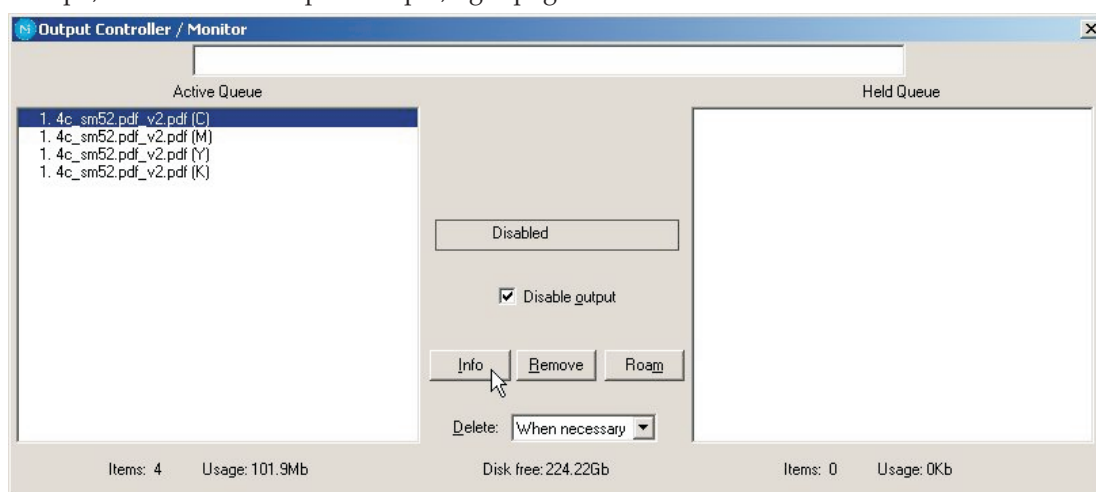 Output Controller / Monitor
Active Queue
Held Queue
1. 4c_sm52.pdf_v2.pdf (C)
1. 4c_sm52.pdf_v2.pdf (M)
1. 4c_sm52.pdf_v2.pdf (Y)
1. 4c_sm52.pdf_v2.pdf (K)
Disabled
Disable output
Info Remove Roam
Delete: When necessary
Items: 4 Usage: 101.9Mb Disk free: 224.22Gb Items: 0 Usage: 0Kb